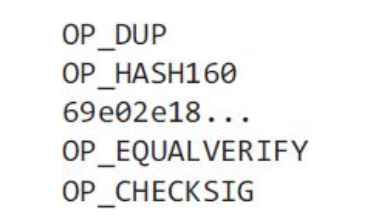 OP_DUP
OP_HASH160
69e02e18...
OP_EQUALVERIFY
OP_CHECKSIG